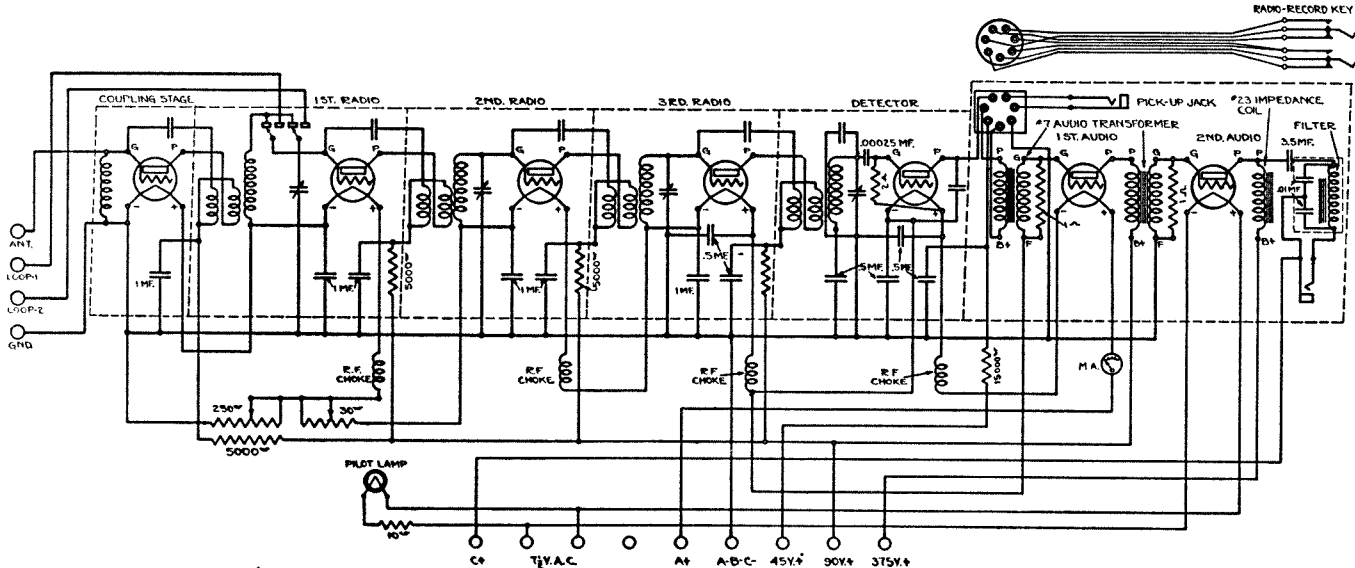 RADIO-RECORD KEY
COUPLING STAGE
1ST. RADIO
2ND. RADIO
3RD. RADIO
DETECTOR
PICK-UP JACK
#23 IMPEDANCE
COIL
#7 AUDIO TRANSFORMER
1ST. AUDIO
2ND. AUDIO
FILTER
3.5MF.
.01MF
.00025MF.
G P
G P
G P
G P
G P
P G
G P
P G
G P
P
- +
- +
- +
- +
- +
B+ F
- +
B+ F
- +
B+
ANT.
LOOP-1
LOOP-2
GND
1MF.
1MF.
5000
1MF.
5000
1MF.
.5MF
.5MF.
.5MF.
R.F.
CHOKE
R.F
CHOKE
R.F
CHOKE
R.F
CHOKE
15000
M.A.
250
30
5000
PILOT LAMP
10
C+
7½V.A.C.
A+
A-B-C-
45V.+
90V.+
375V.+